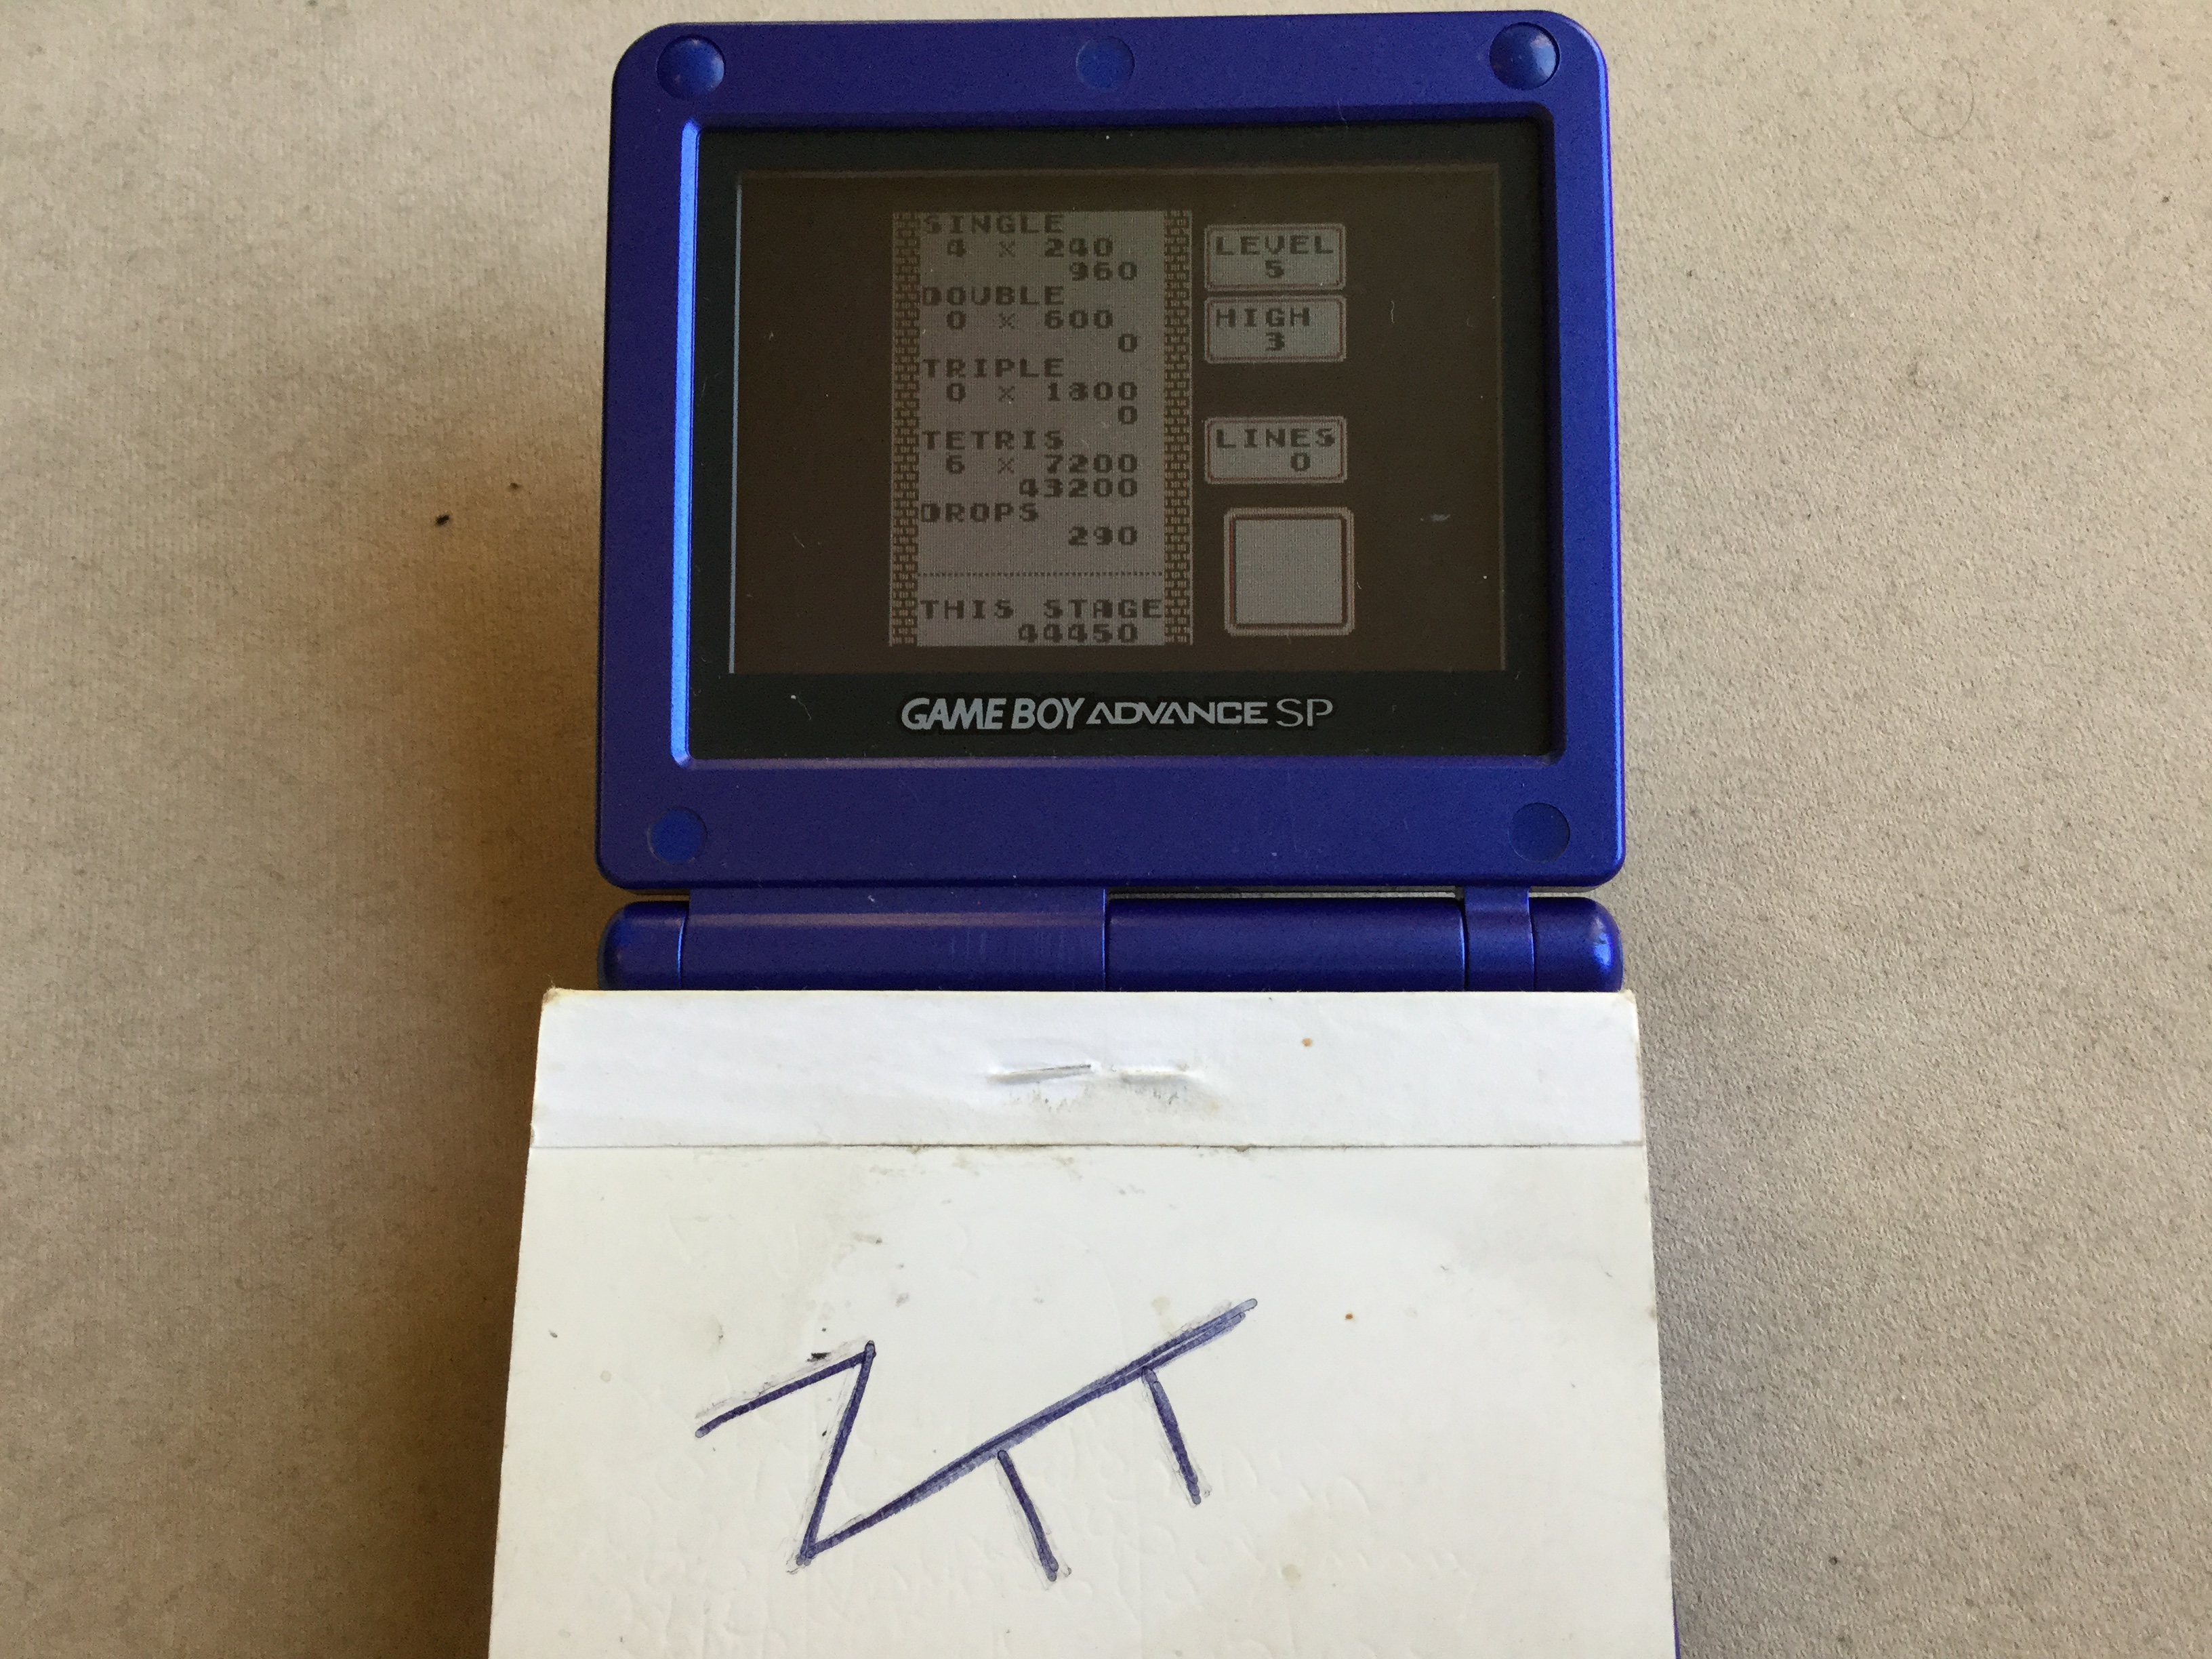 SINGLE
4 × 240
960
DOUBLE
0 × 600
0
TRIPLE
0 × 1800
0
TETRIS
6 × 7200
43200
DROPS
290
THIS STAGE
44450
LEVEL
5
HIGH
3
LINES
0
GAME BOY ADVANCE SP
ZTT